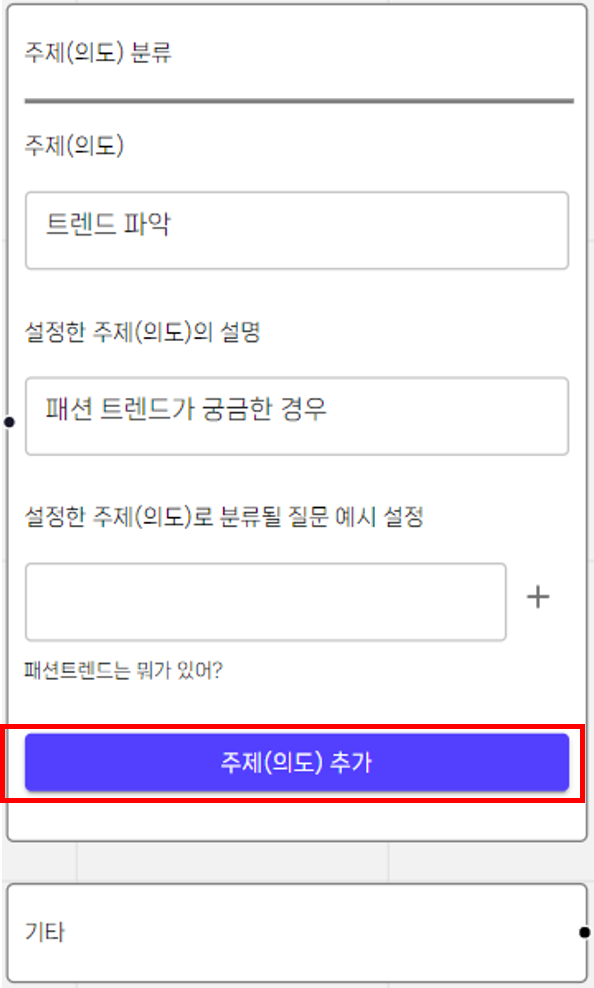 주제(의도) 분류
주제(의도)
트렌드 파악
설정한 주제(의도)의 설명
패션 트렌드가 궁금한 경우
설정한 주제(의도)로 분류될 질문 예시 설정
패션트렌드는 뭐가 있어?
주제(의도) 추가
기타